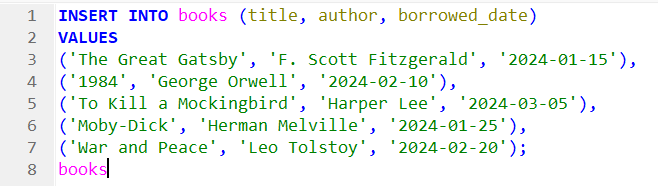 1 INSERT INTO books (title, author, borrowed_date)
2 VALUES
3 ('The Great Gatsby', 'F. Scott Fitzgerald', '2024-01-15'),
4 ('1984', 'George Orwell', '2024-02-10'),
5 ('To Kill a Mockingbird', 'Harper Lee', '2024-03-05'),
6 ('Moby-Dick', 'Herman Melville', '2024-01-25'),
7 ('War and Peace', 'Leo Tolstoy', '2024-02-20');
8 books